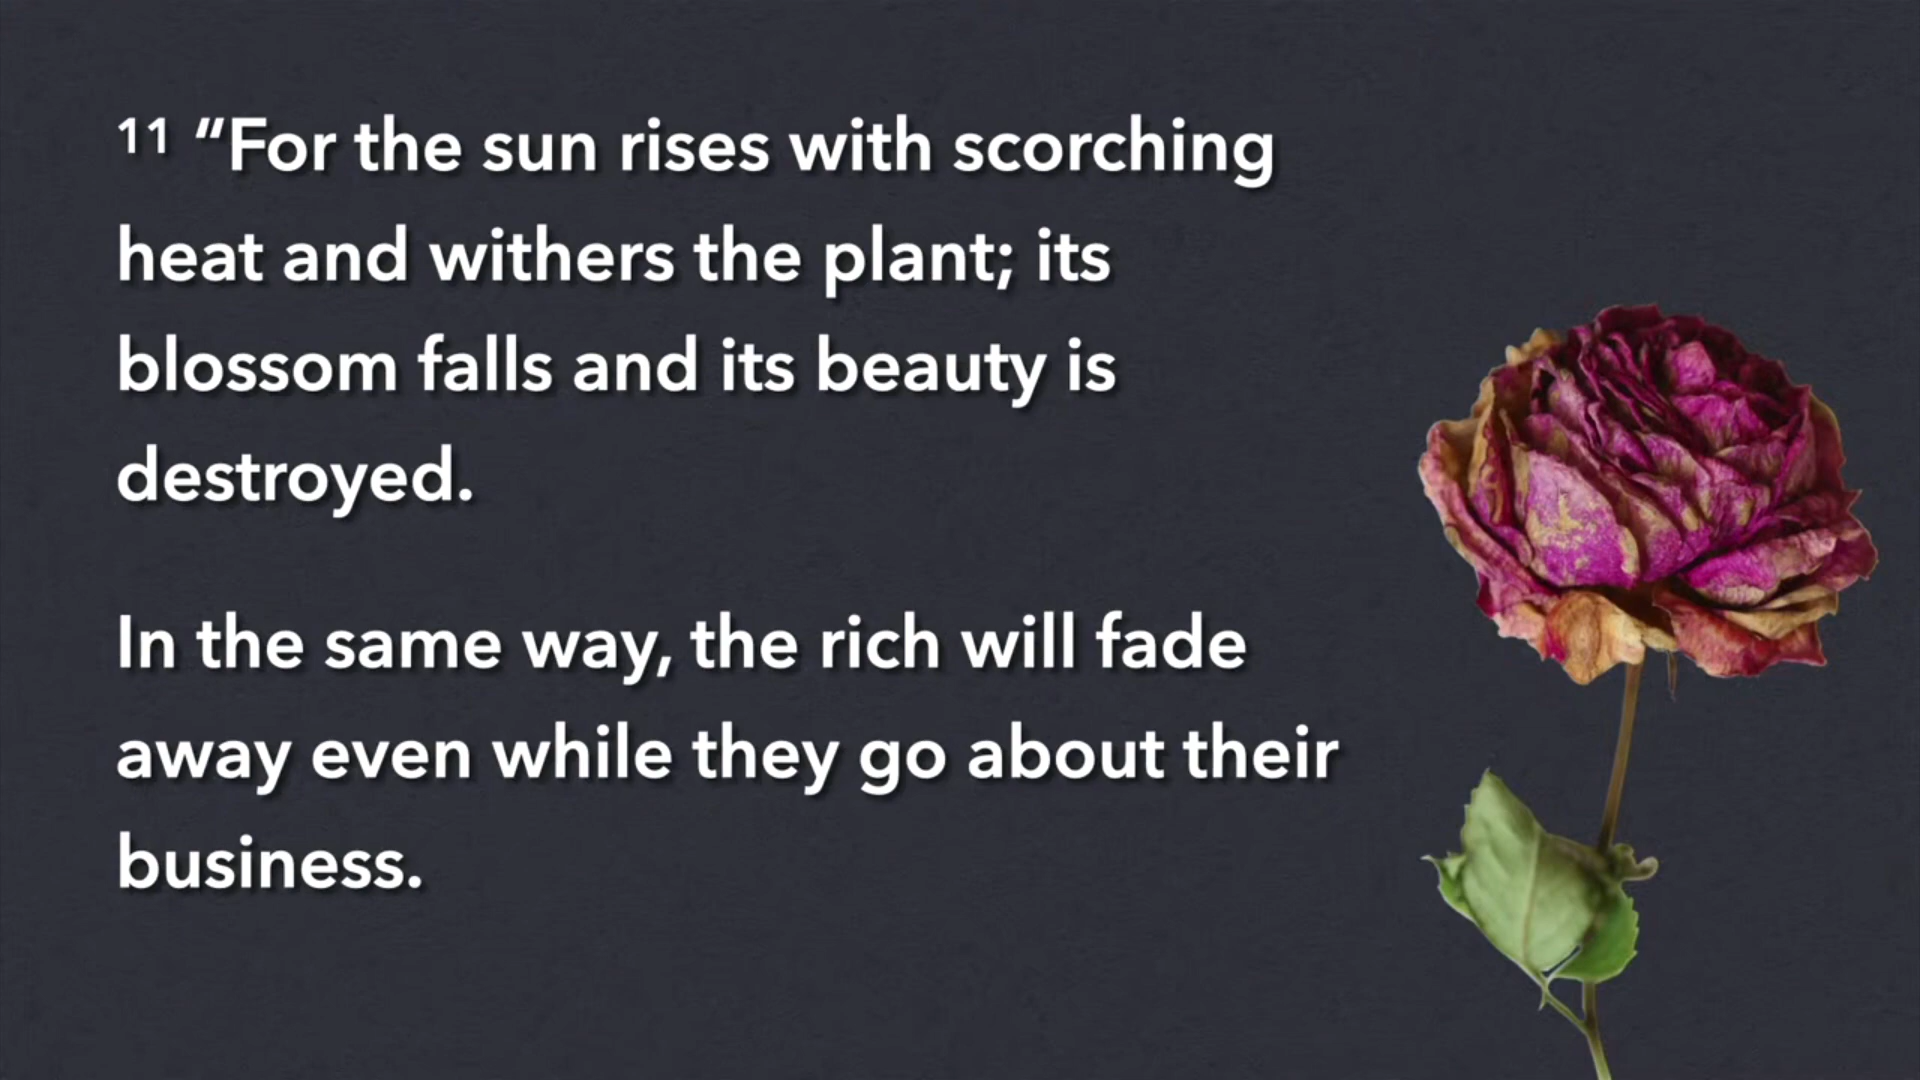 11 “For the sun rises with scorching
heat and withers the plant; its
blossom falls and its beauty is
destroyed.
In the same way, the rich will fade
away even while they go about their
business.